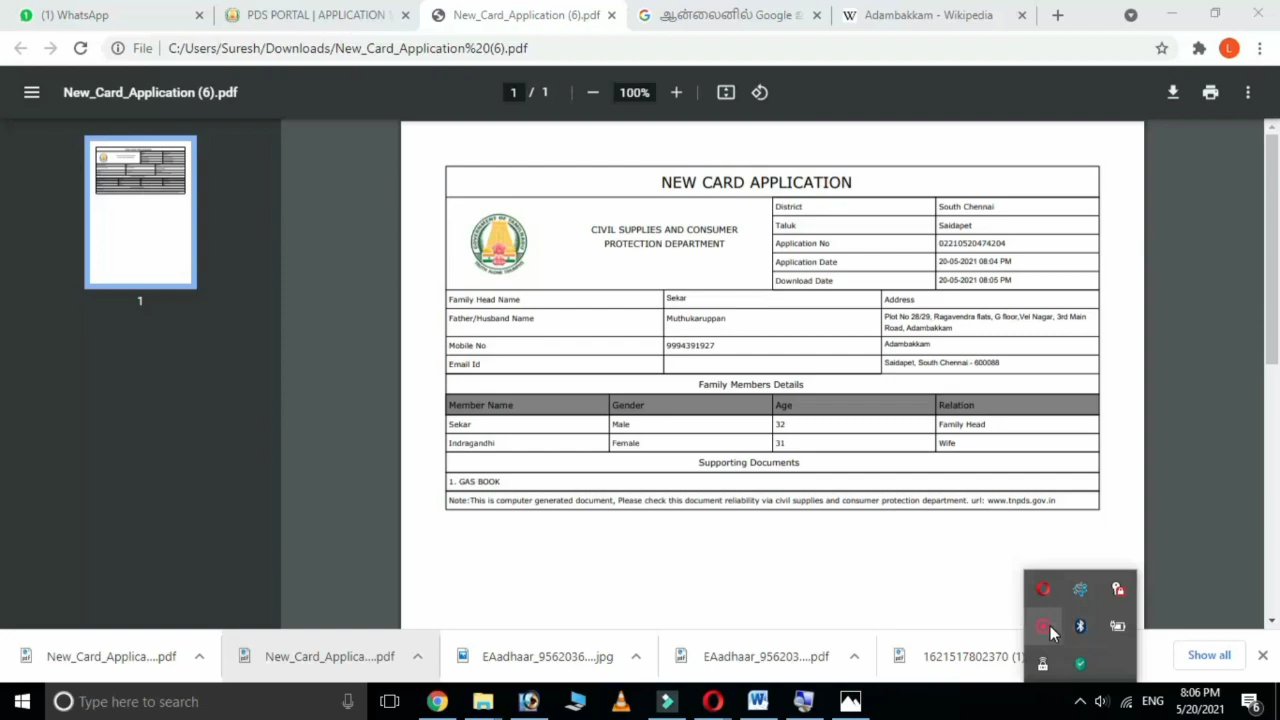 (1) WhatsApp
PDS PORTAL | APPLICATION
New_Card_Application (6).pdf
ஆன்லைனில் Google
Adambakkam - Wikipedia
File
C:/Users/Suresh/Downloads/New_Card_Application%20(6).pdf
L
New_Card_Application (6).pdf
1 / 1
100%
1
NEW CARD APPLICATION
CIVIL SUPPLIES AND CONSUMER
PROTECTION DEPARTMENT
District South Chennai
Taluk Saidapet
Application No 02210520474204
Application Date 20-05-2021 08:04 PM
Download Date 20-05-2021 08:05 PM
Family Head Name Sekar Address
Father/Husband Name Muthukaruppan Plot No 28/29, Ragavendra flats, G floor,Vel Nagar, 3rd Main
Road, Adambakkam
Mobile No 9994391927 Adambakkam
Email Id Saidapet, South Chennai - 600088
Family Members Details
Member Name Gender Age Relation
Sekar Male 32 Family Head
Indragandhi Female 31 Wife
Supporting Documents
1. GAS BOOK
Note:This is computer generated document, Please check this document reliability via civil supplies and consumer protection department. url: www.tnpds.gov.in
New_Card_Applica....pdf
New_Card_Applica....pdf
EAadhaar_9562036....jpg
EAadhaar_956203....pdf
1621517802370 (1)
Show all
Type here to search
ENG
8:06 PM
5/20/2021
6